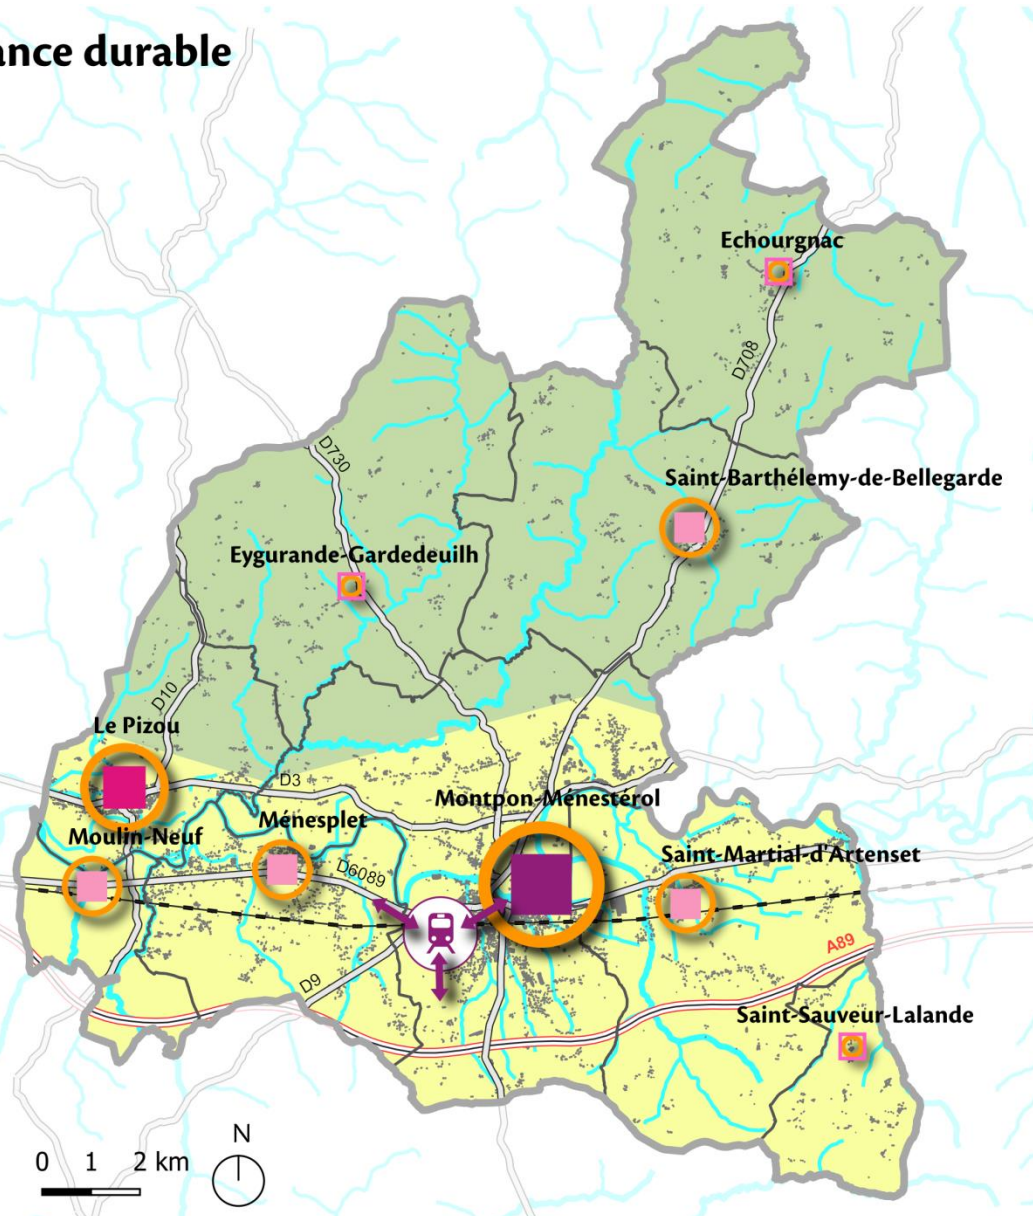 ance durable
Echourgnac
D708
D730
Saint-Barthélemy-de-Bellegarde
Eygurande-Gardedeuilh
D10
Le Pizou
D3
Montpon-Ménestérol
Moulin-Neuf
Ménesplet
D6089
Saint-Martial-d'Artenset
A89
D9
Saint-Sauveur-Lalande
N
0 1 2 km